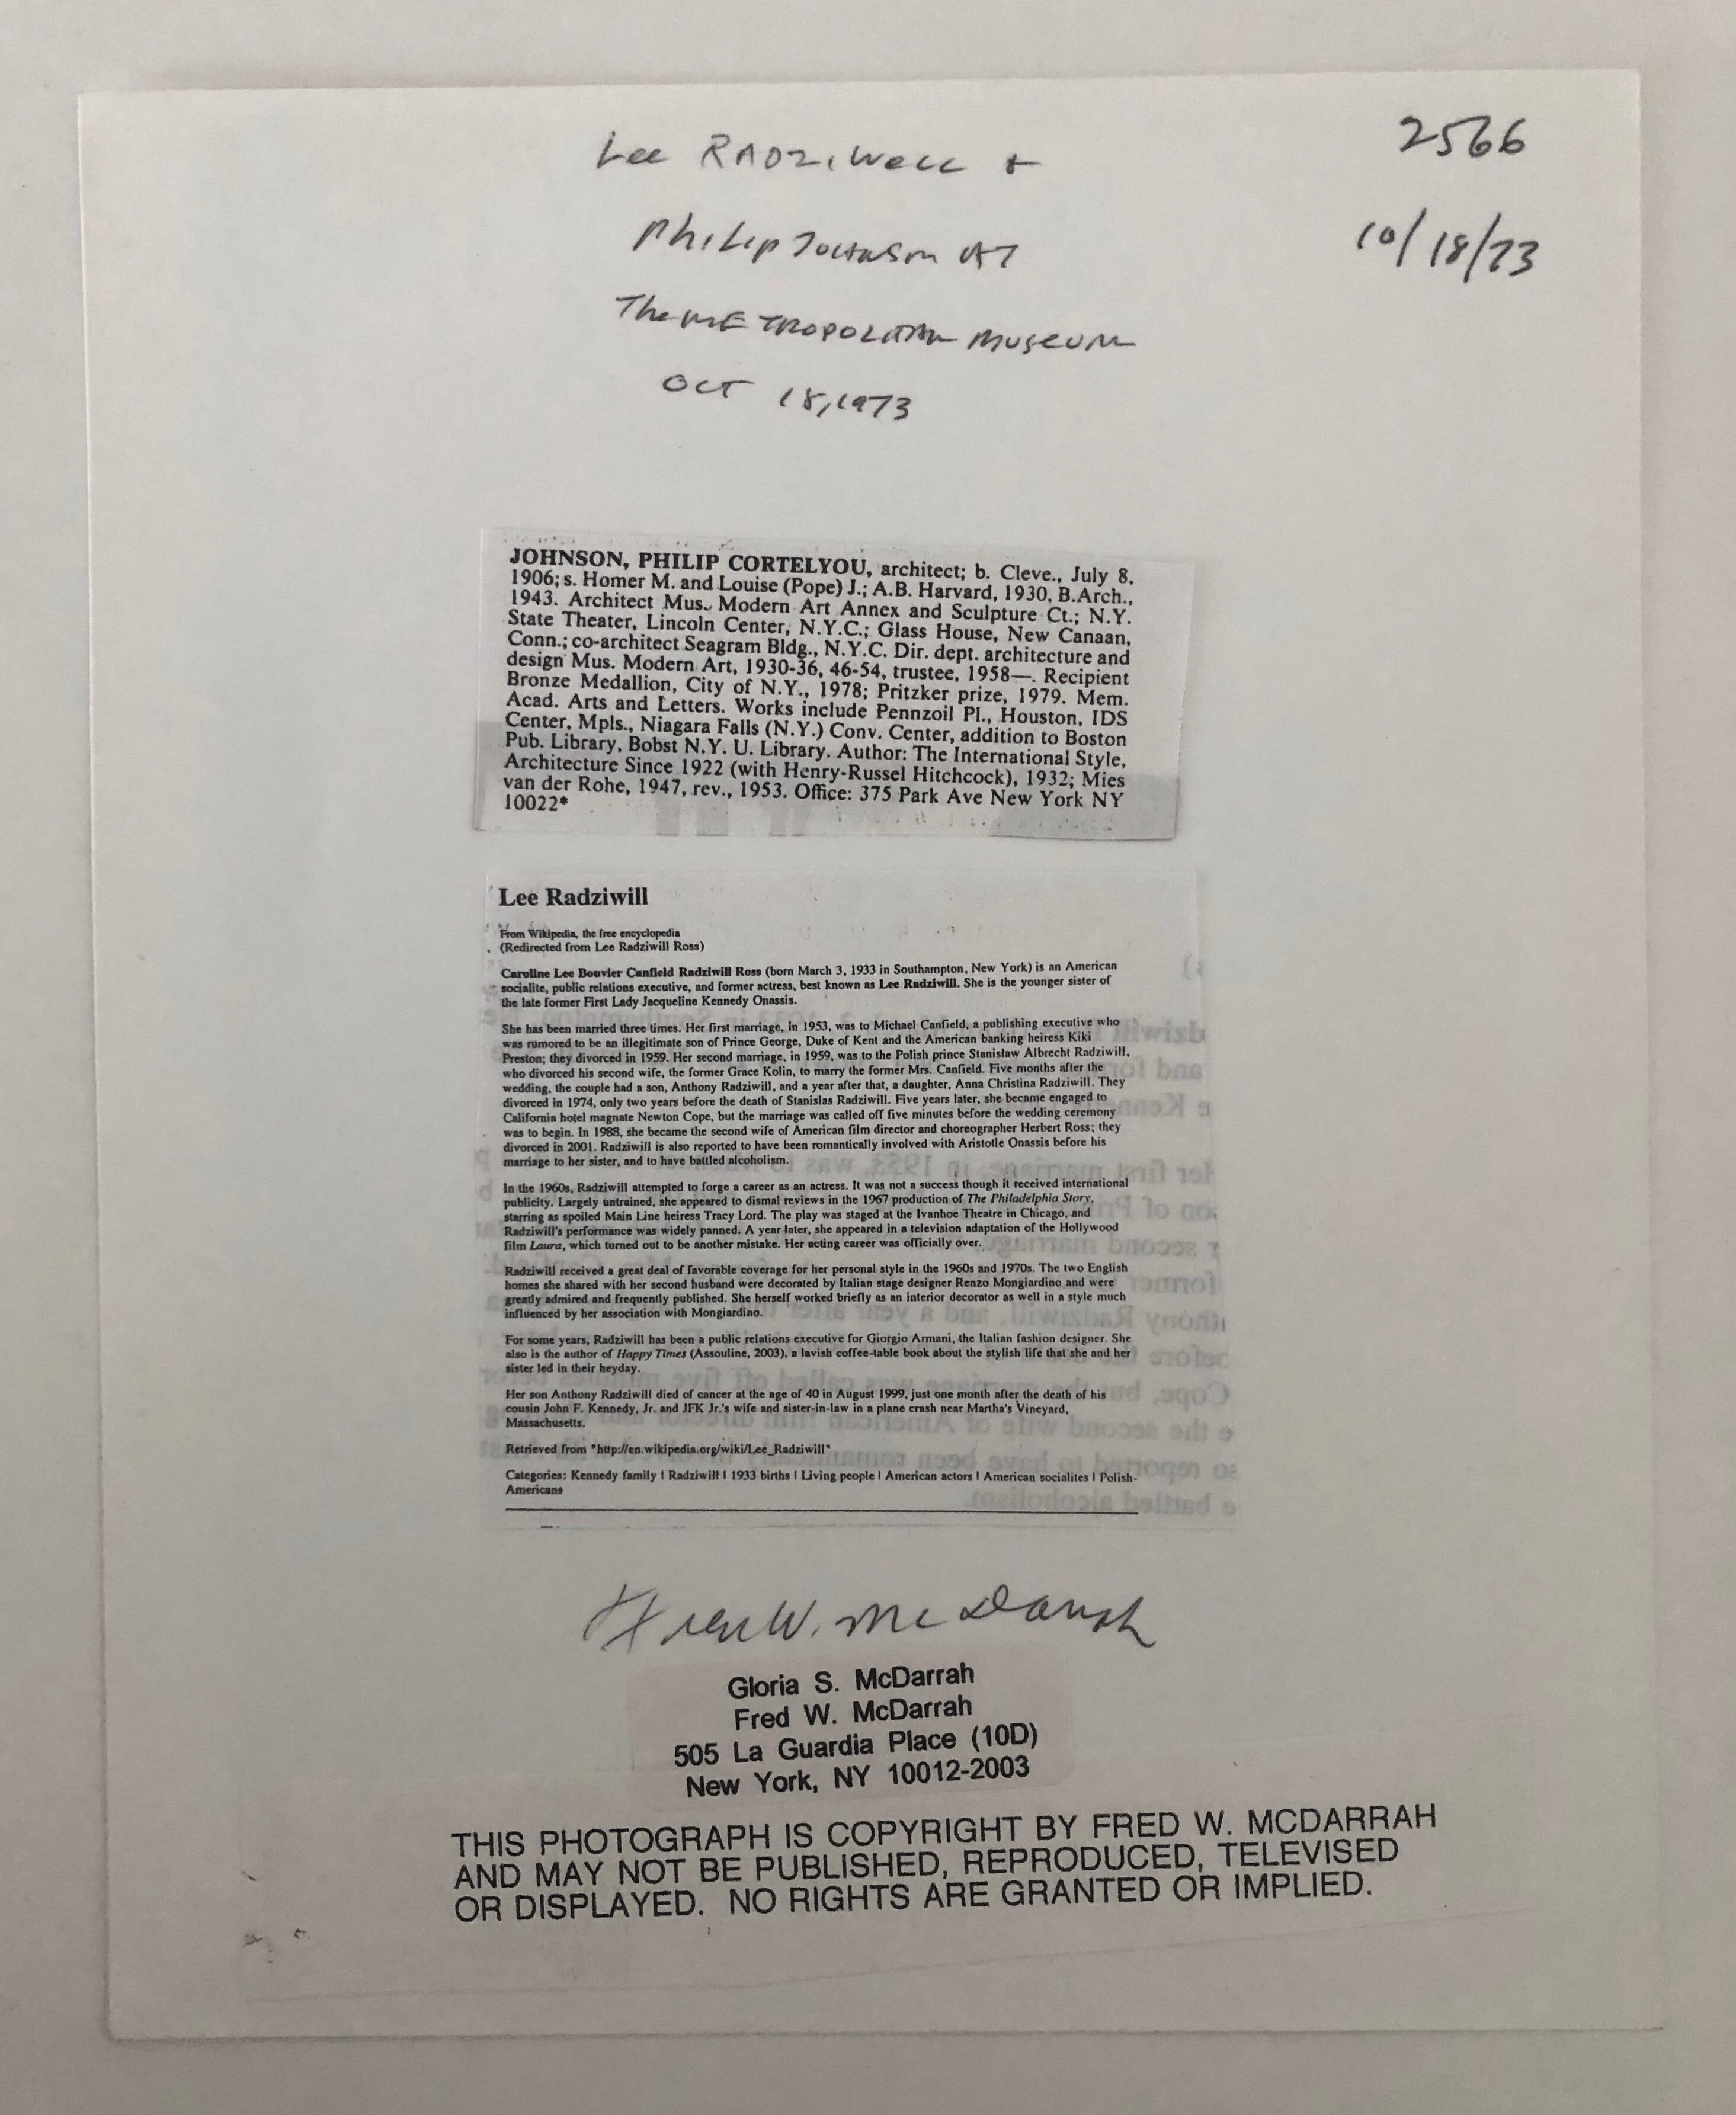 Lee RADZiWELL +
2566
Philip Johnson AT
10/18/73
The METROPOLITAN MUSEUM
OCT 18, 1973
JOHNSON, PHILIP CORTELYOU, architect; b. Cleve., July 8,
1906; s. Homer M. and Louise (Pope) J.; A.B. Harvard, 1930, B.Arch.,
1943. Architect Mus. Modern Art Annex and Sculpture Ct.; N.Y.
State Theater, Lincoln Center, N.Y.C.; Glass House, New Canaan,
Conn.; co-architect Seagram Bldg., N.Y.C. Dir. dept. architecture and
design Mus. Modern Art, 1930-36, 46-54, trustee, 1958—. Recipient
Bronze Medallion, City of N.Y., 1978; Pritzker prize, 1979. Mem.
Acad. Arts and Letters. Works include Pennzoil Pl., Houston, IDS
Center, Mpls., Niagara Falls (N.Y.) Conv. Center, addition to Boston
Pub. Library, Bobst N.Y. U. Library. Author: The International Style,
Architecture Since 1922 (with Henry-Russel Hitchcock), 1932; Mies
van der Rohe, 1947, rev., 1953. Office: 375 Park Ave New York NY
10022*
Lee Radziwill
From Wikipedia, the free encyclopedia
(Redirected from Lee Radziwill Ross)
Caroline Lee Bouvier Canfield Radziwill Ross (born March 3, 1933 in Southampton, New York) is an American
socialite, public relations executive, and former actress, best known as Lee Radziwill. She is the younger sister of
the late former First Lady Jacqueline Kennedy Onassis.
She has been married three times. Her first marriage, in 1953, was to Michael Canfield, a publishing executive who
was rumored to be an illegitimate son of Prince George, Duke of Kent and the American banking heiress Kiki
Preston; they divorced in 1959. Her second marriage, in 1959, was to the Polish prince Stanisław Albrecht Radziwill,
who divorced his second wife, the former Grace Kolin, to marry the former Mrs. Canfield. Five months after the
wedding, the couple had a son, Anthony Radziwill, and a year after that, a daughter, Anna Christina Radziwill. They
divorced in 1974, only two years before the death of Stanislas Radziwill. Five years later, she became engaged to
California hotel magnate Newton Cope, but the marriage was called off five minutes before the wedding ceremony
was to begin. In 1988, she became the second wife of American film director and choreographer Herbert Ross; they
divorced in 2001. Radziwill is also reported to have been romantically involved with Aristotle Onassis before his
marriage to her sister, and to have battled alcoholism.
In the 1960s, Radziwill attempted to forge a career as an actress. It was not a success though it received international
publicity. Largely untrained, she appeared to dismal reviews in the 1967 production of The Philadelphia Story,
starring as spoiled Main Line heiress Tracy Lord. The play was staged at the Ivanhoe Theatre in Chicago, and
Radziwill's performance was widely panned. A year later, she appeared in a television adaptation of the Hollywood
film Laura, which turned out to be another mistake. Her acting career was officially over.
Radziwill received a great deal of favorable coverage for her personal style in the 1960s and 1970s. The two English
homes she shared with her second husband were decorated by Italian stage designer Renzo Mongiardino and were
greatly admired and frequently published. She herself worked briefly as an interior decorator as well in a style much
influenced by her association with Mongiardino.
For some years, Radziwill has been a public relations executive for Giorgio Armani, the Italian fashion designer. She
also is the author of Happy Times (Assouline, 2003), a lavish coffee-table book about the stylish life that she and her
sister led in their heyday.
Her son Anthony Radziwill died of cancer at the age of 40 in August 1999, just one month after the death of his
cousin John F. Kennedy, Jr. and JFK Jr.'s wife and sister-in-law in a plane crash near Martha's Vineyard,
Massachusetts.
Retrieved from "http://en.wikipedia.org/wiki/Lee_Radziwill"
Categories: Kennedy family | Radziwill | 1933 births | Living people | American actors | American socialites | Polish-
Americans
Fred W. McDarrah
Gloria S. McDarrah
Fred W. McDarrah
505 La Guardia Place (10D)
New York, NY 10012-2003
THIS PHOTOGRAPH IS COPYRIGHT BY FRED W. MCDARRAH
AND MAY NOT BE PUBLISHED, REPRODUCED, TELEVISED
OR DISPLAYED. NO RIGHTS ARE GRANTED OR IMPLIED.